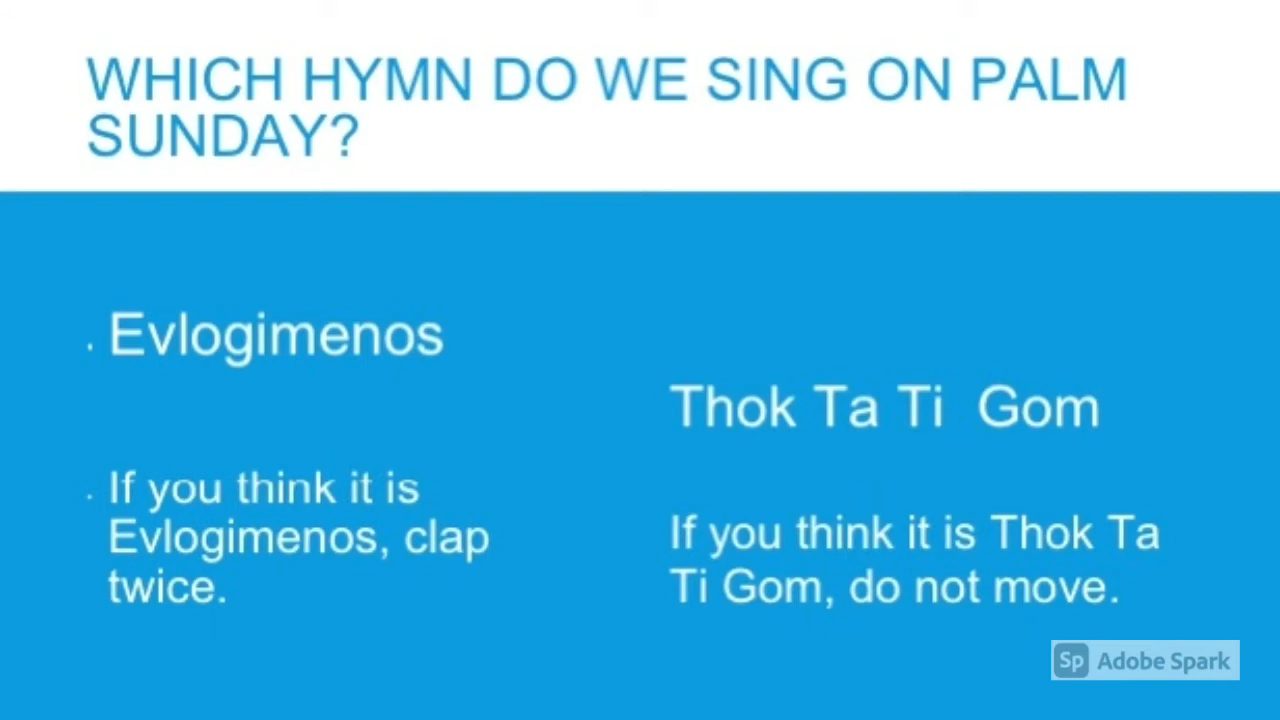 WHICH HYMN DO WE SING ON PALM
SUNDAY?
Evlogimenos
If you think it is
Evlogimenos, clap
twice.
Thok Ta Ti Gom
If you think it is Thok Ta
Ti Gom, do not move.
Sp Adobe Spark